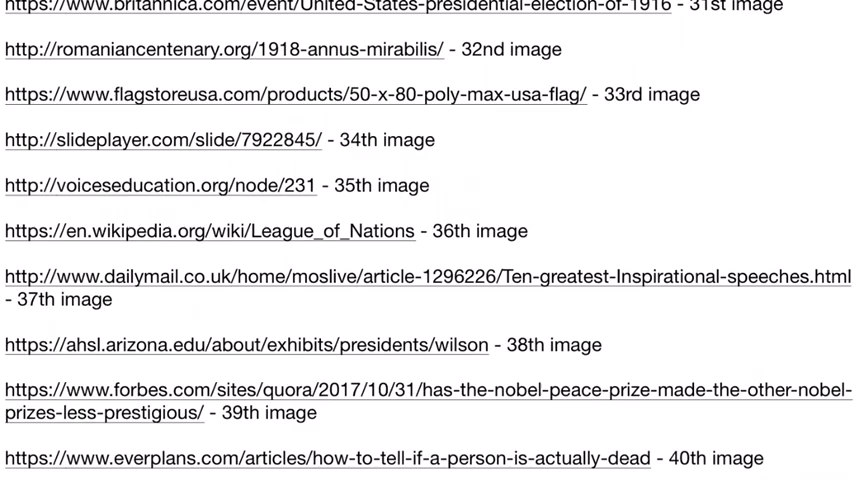 https://www.britannica.com/event/United-States-presidential-election-of-1916 - 31st image
http://romaniancentenary.org/1918-annus-mirabilis/ - 32nd image
https://www.flagstoreusa.com/products/50-x-80-poly-max-usa-flag/ - 33rd image
http://slideplayer.com/slide/7922845/ - 34th image
http://voiceseducation.org/node/231 - 35th image
https://en.wikipedia.org/wiki/League_of_Nations - 36th image
http://www.dailymail.co.uk/home/moslive/article-1296226/Ten-greatest-Inspirational-speeches.html
- 37th image
https://ahsl.arizona.edu/about/exhibits/presidents/wilson - 38th image
https://www.forbes.com/sites/quora/2017/10/31/has-the-nobel-peace-prize-made-the-other-nobel-
prizes-less-prestigious/ - 39th image
https://www.everplans.com/articles/how-to-tell-if-a-person-is-actually-dead - 40th image